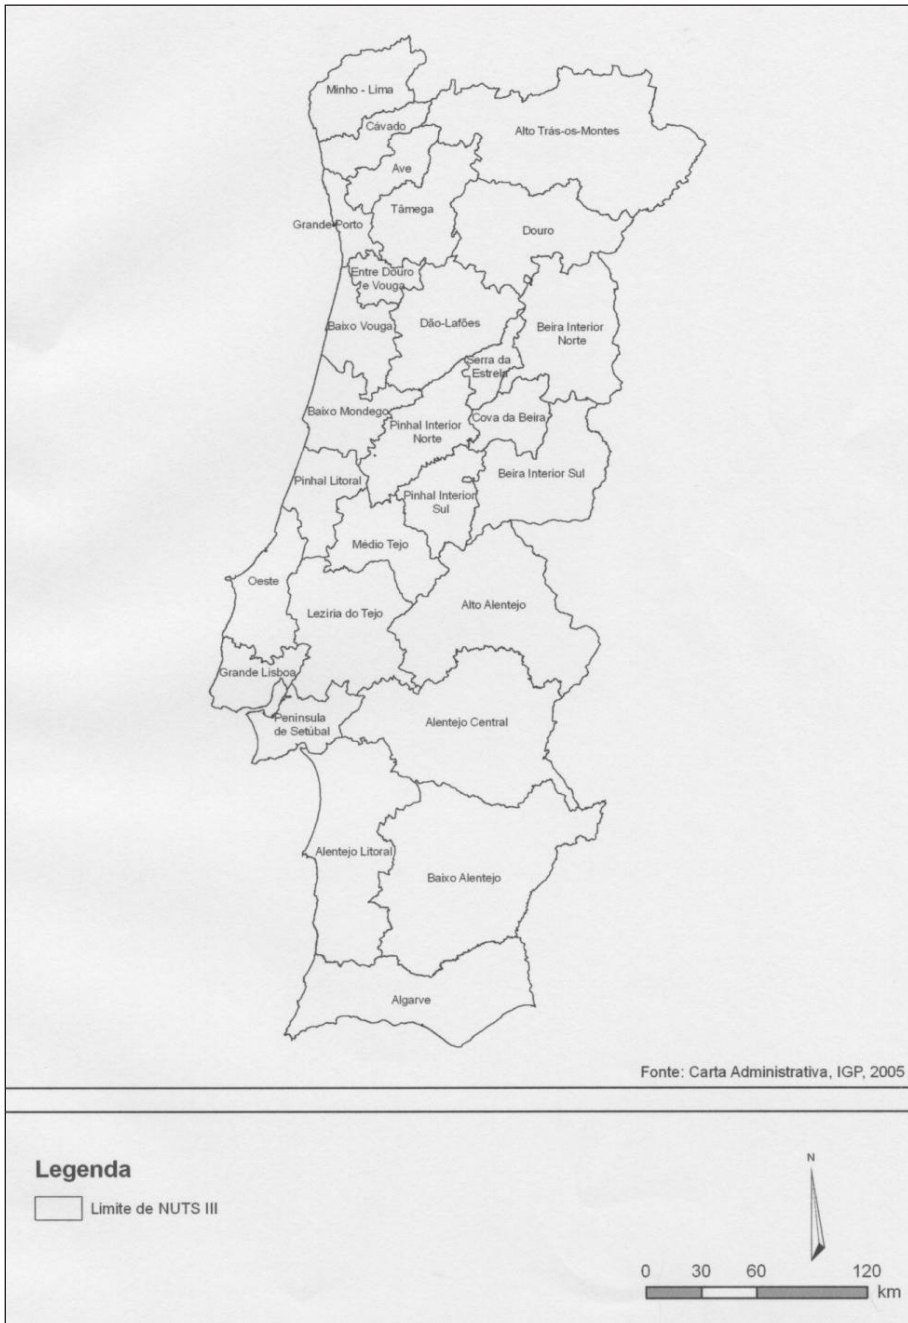 Minho - Lima
Cávado
Alto Trás-os-Montes
Ave
Tâmega
Grande Porto
Douro
Entre Douro
e Vouga
Dão-Lafões
Baixo Vouga
Beira Interior
Norte
Serra da
Estrela
Baixo Mondego
Cova da Beira
Pinhal Interior
Norte
Beira Interior Sul
Pinhal Litoral
Pinhal Interior
Sul
Médio Tejo
Oeste
Alto Alentejo
Lezíria do Tejo
Grande Lisboa
Península
de Setúbal
Alentejo Central
Alentejo Litoral
Baixo Alentejo
Algarve
Fonte: Carta Administrativa, IGP, 2005
Legenda
Limite de NUTS III
N
0 30 60 120
km